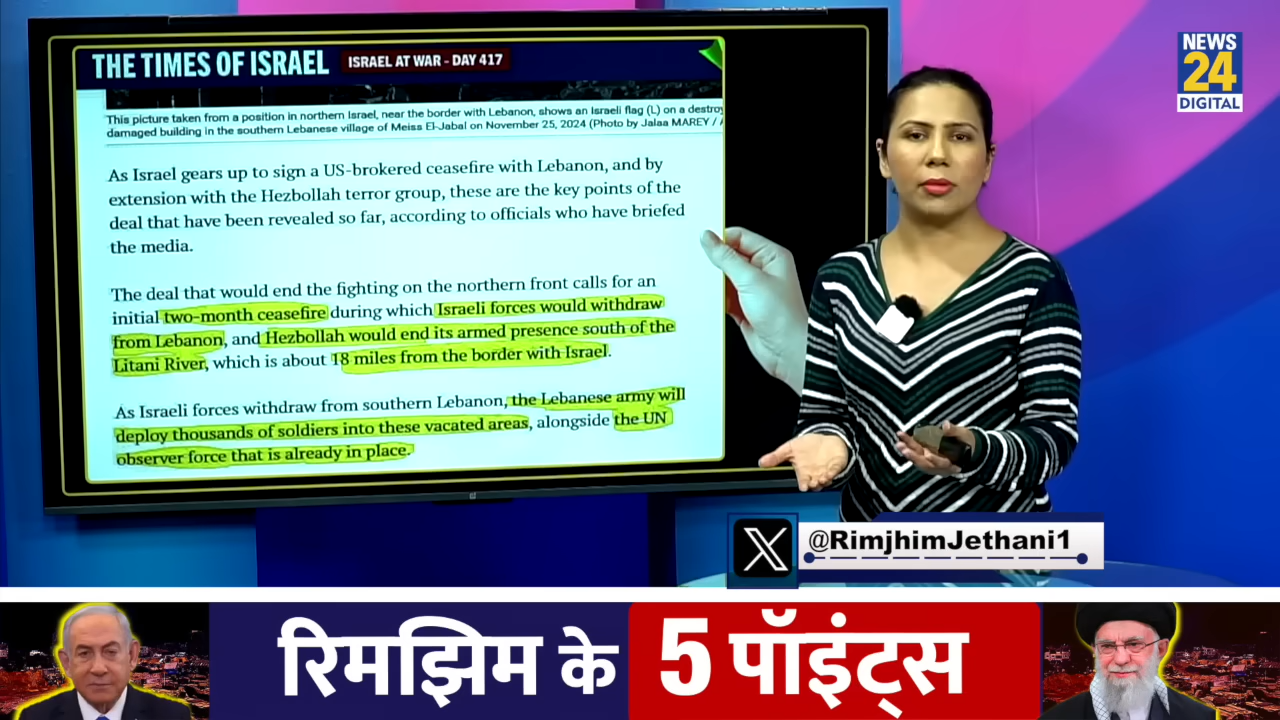 THE TIMES OF ISRAEL
ISRAEL AT WAR - DAY 417
This picture taken from a position in northern Israel, near the border with Lebanon, shows an Israeli flag (L) on a destroy
damaged building in the southern Lebanese village of Meiss El-Jabal on November 25, 2024 (Photo by Jalaa MAREY /
As Israel gears up to sign a US-brokered ceasefire with Lebanon, and by
extension with the Hezbollah terror group, these are the key points of the
deal that have been revealed so far, according to officials who have briefed
the media.
The deal that would end the fighting on the northern front calls for an
initial two-month ceasefire during which Israeli forces would withdraw
from Lebanon, and Hezbollah would end its armed presence south of the
Litani River, which is about 18 miles from the border with Israel.
As Israeli forces withdraw from southern Lebanon, the Lebanese army will
deploy thousands of soldiers into these vacated areas, alongside the UN
observer force that is already in place.
NEWS
24
DIGITAL
@RimjhimJethani1
रिमझिम के 5 पॉइंट्स